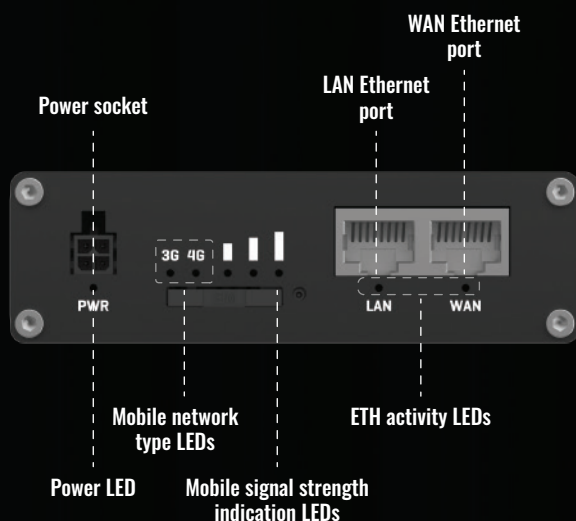 WAN Ethernet
port
LAN Ethernet
port
Power socket
3G 4G
PWR
LAN
WAN
Mobile network
type LEDs
ETH activity LEDs
Power LED
Mobile signal strength
indication LEDs